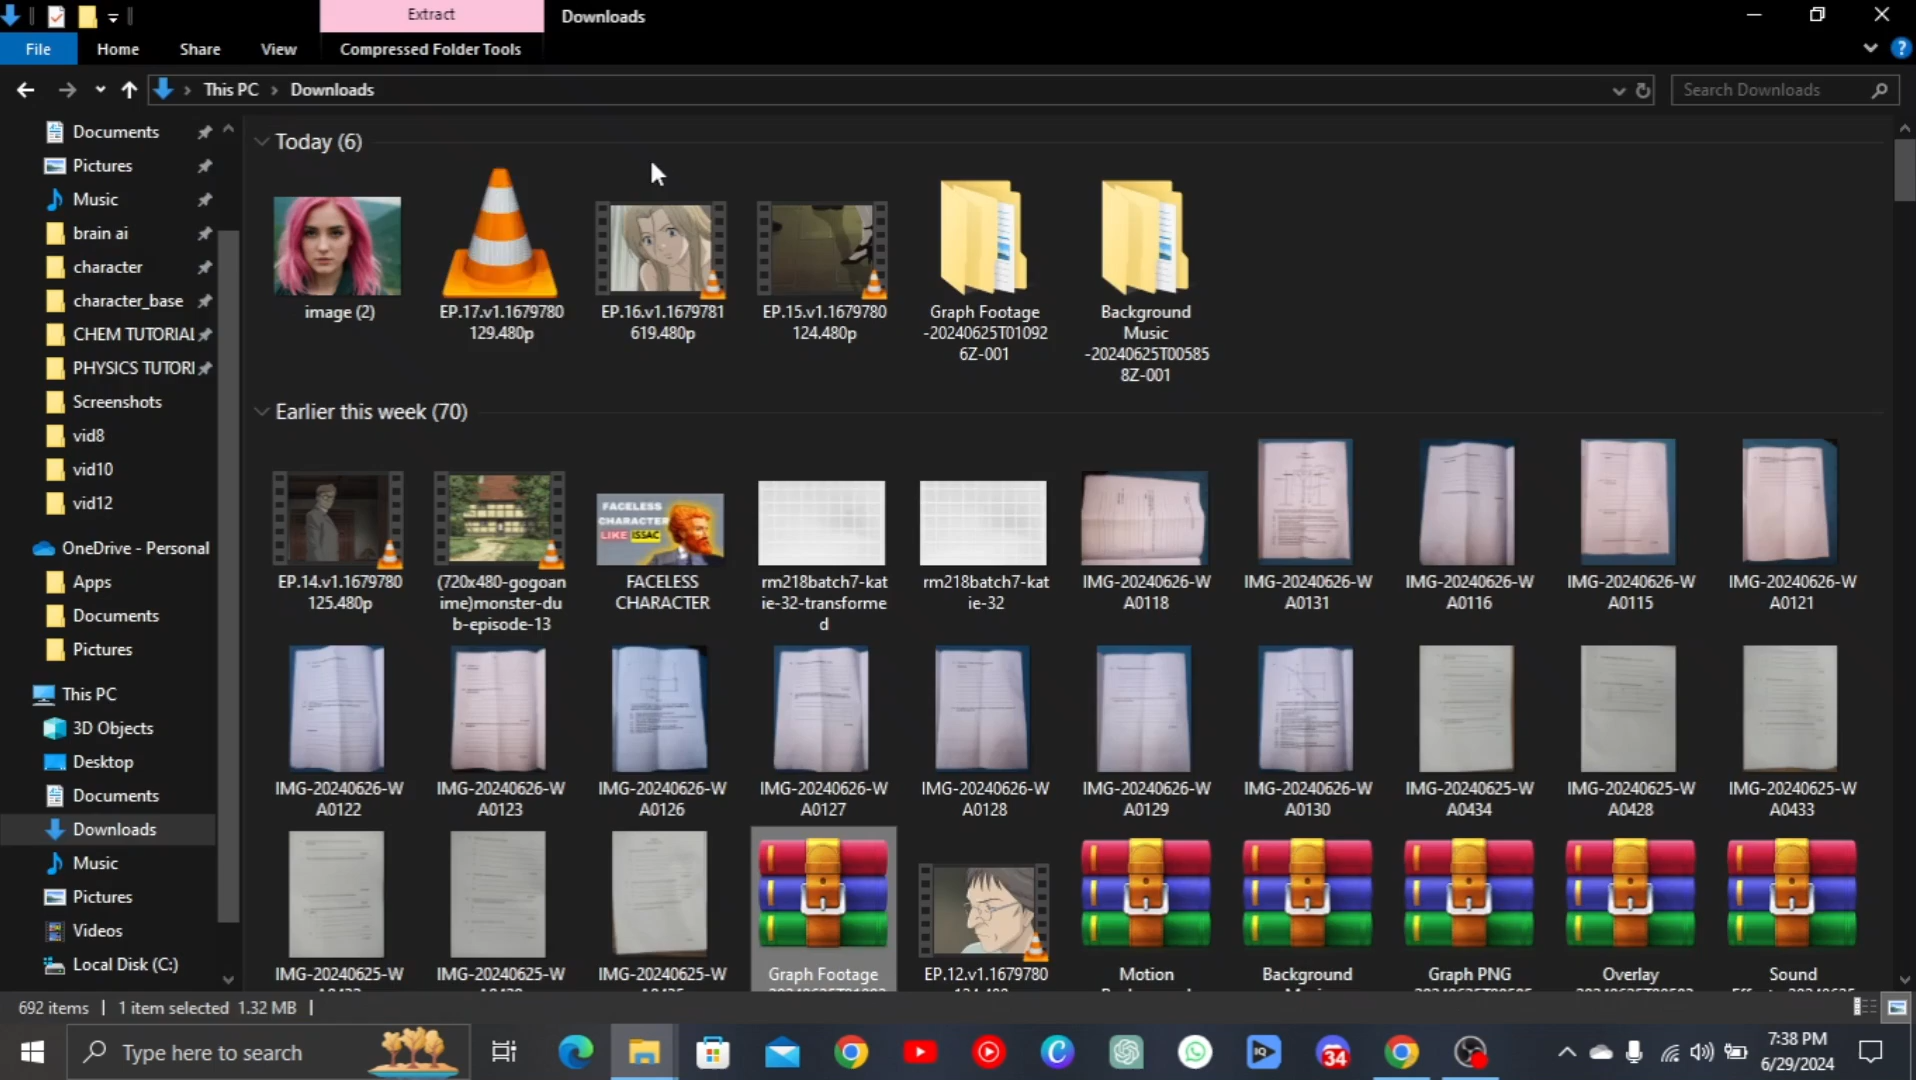 Extract
Downloads
File
Home
Share
View
Compressed Folder Tools
This PC
Downloads
Search Downloads
Documents
Pictures
Music
brain ai
character
character_base
CHEM TUTORIAL
PHYSICS TUTORI
Screenshots
vid8
vid10
vid12
OneDrive - Personal
Apps
Documents
Pictures
This PC
3D Objects
Desktop
Documents
Downloads
Music
Pictures
Videos
Local Disk (C:)
Today (6)
image (2)
EP.17.v1.1679780
129.480p
EP.16.v1.1679781
619.480p
EP.15.v1.1679780
124.480p
Graph Footage
-20240625T01092
6Z-001
Background
Music
-20240625T00585
8Z-001
Earlier this week (70)
EP.14.v1.1679780
125.480p
(720x480-gogoan
ime)monster-du
b-episode-13
FACELESS
CHARACTER
LIKE ISSAC
FACELESS
CHARACTER
rm218batch7-kat
ie-32-transforme
d
rm218batch7-kat
ie-32
IMG-20240626-W
A0118
IMG-20240626-W
A0131
IMG-20240626-W
A0116
IMG-20240626-W
A0115
IMG-20240626-W
A0121
IMG-20240626-W
A0122
IMG-20240626-W
A0123
IMG-20240626-W
A0126
IMG-20240626-W
A0127
IMG-20240626-W
A0128
IMG-20240626-W
A0129
IMG-20240626-W
A0130
IMG-20240625-W
A0434
IMG-20240625-W
A0428
IMG-20240625-W
A0433
IMG-20240625-W
IMG-20240625-W
IMG-20240625-W
Graph Footage
EP.12.v1.1679780
Motion
Background
Graph PNG
Overlay
Sound
692 items
1 item selected 1.32 MB
Type here to search
34
7:38 PM
6/29/2024